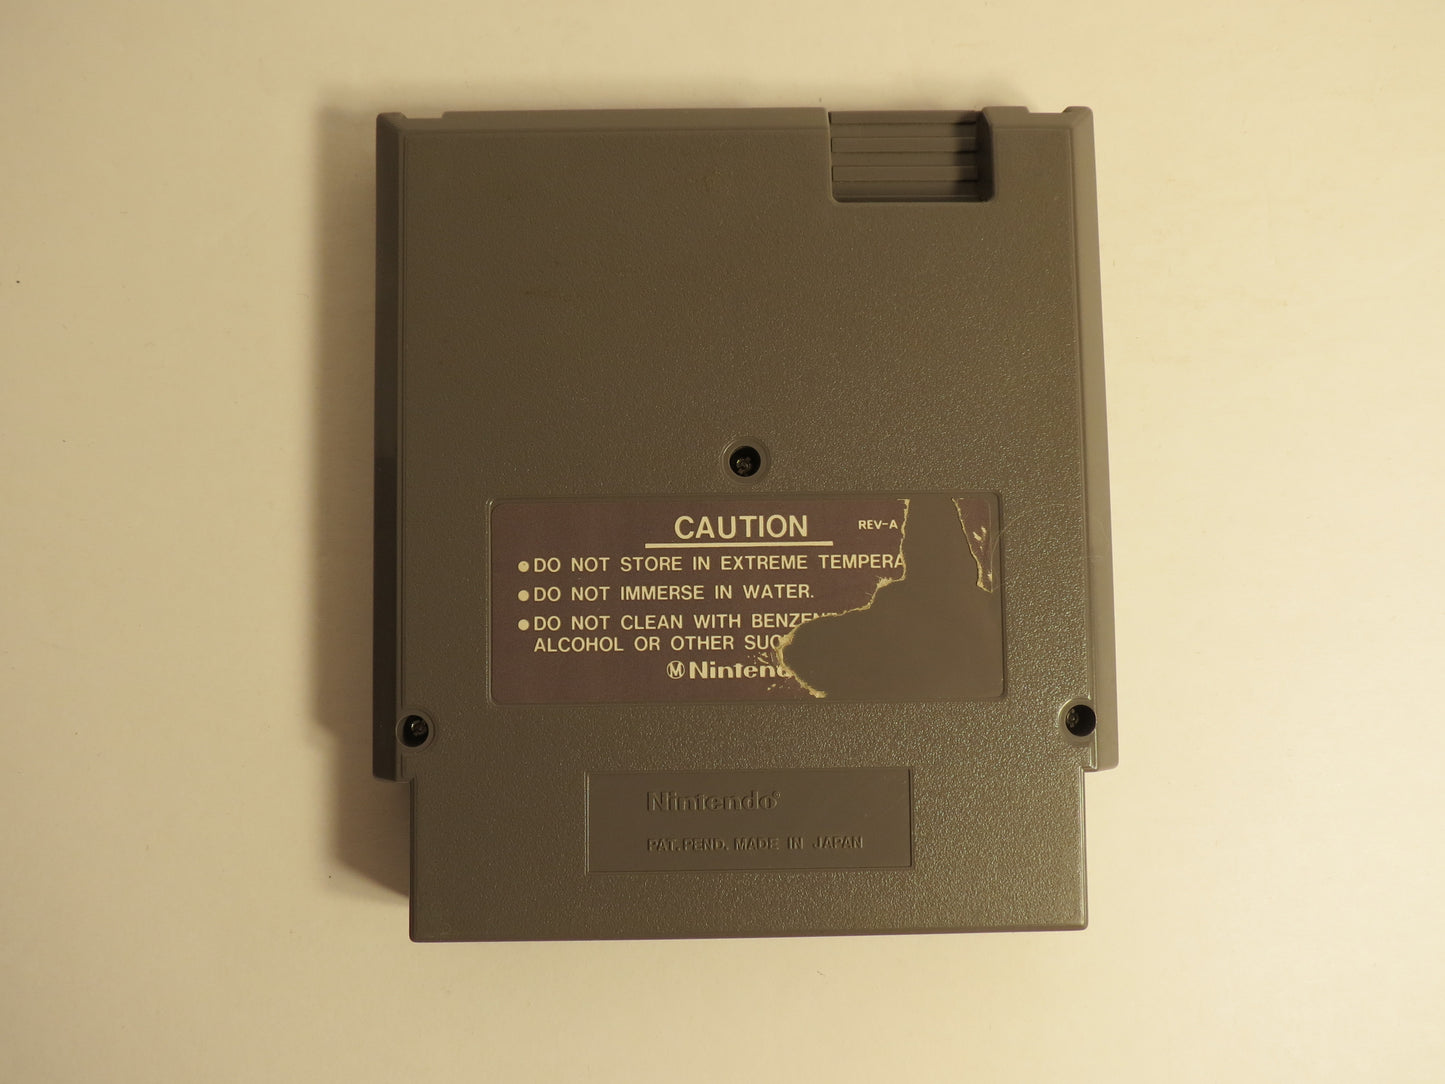 CAUTION REV-A
● DO NOT STORE IN EXTREME TEMPERA
● DO NOT IMMERSE IN WATER.
● DO NOT CLEAN WITH BENZEN
ALCOHOL OR OTHER SUC
Ⓜ Nintend
Nintendo®
PAT. PEND. MADE IN JAPAN